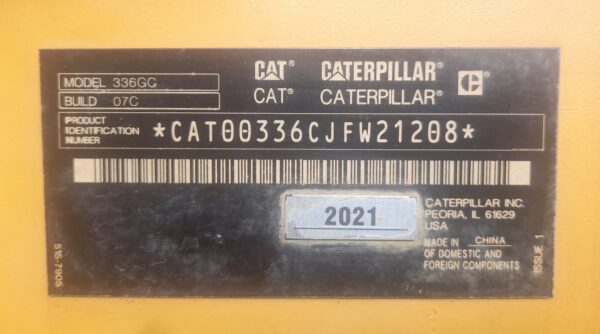 CAT® CATERPILLAR® C®
CAT® CATERPILLAR®
MODEL 336GC
BUILD 07C
PRODUCT IDENTIFICATION NUMBER
*CAT00336CJFW21208*
2021
CATERPILLAR INC.
PEORIA, IL 61629
USA
MADE IN CHINA
OF DOMESTIC AND
FOREIGN COMPONENTS
515-7905
ISSUE 1